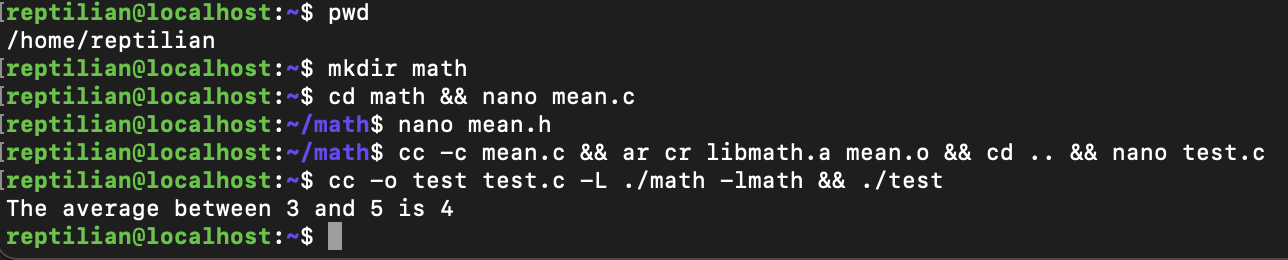 [reptilian@localhost:~$ pwd
/home/reptilian
[reptilian@localhost:~$ mkdir math
[reptilian@localhost:~$ cd math && nano mean.c
[reptilian@localhost:~/math$ nano mean.h
[reptilian@localhost:~/math$ cc -c mean.c && ar cr libmath.a mean.o && cd .. && nano test.c
[reptilian@localhost:~$ cc -o test test.c -L ./math -lmath && ./test
The average between 3 and 5 is 4
reptilian@localhost:~$